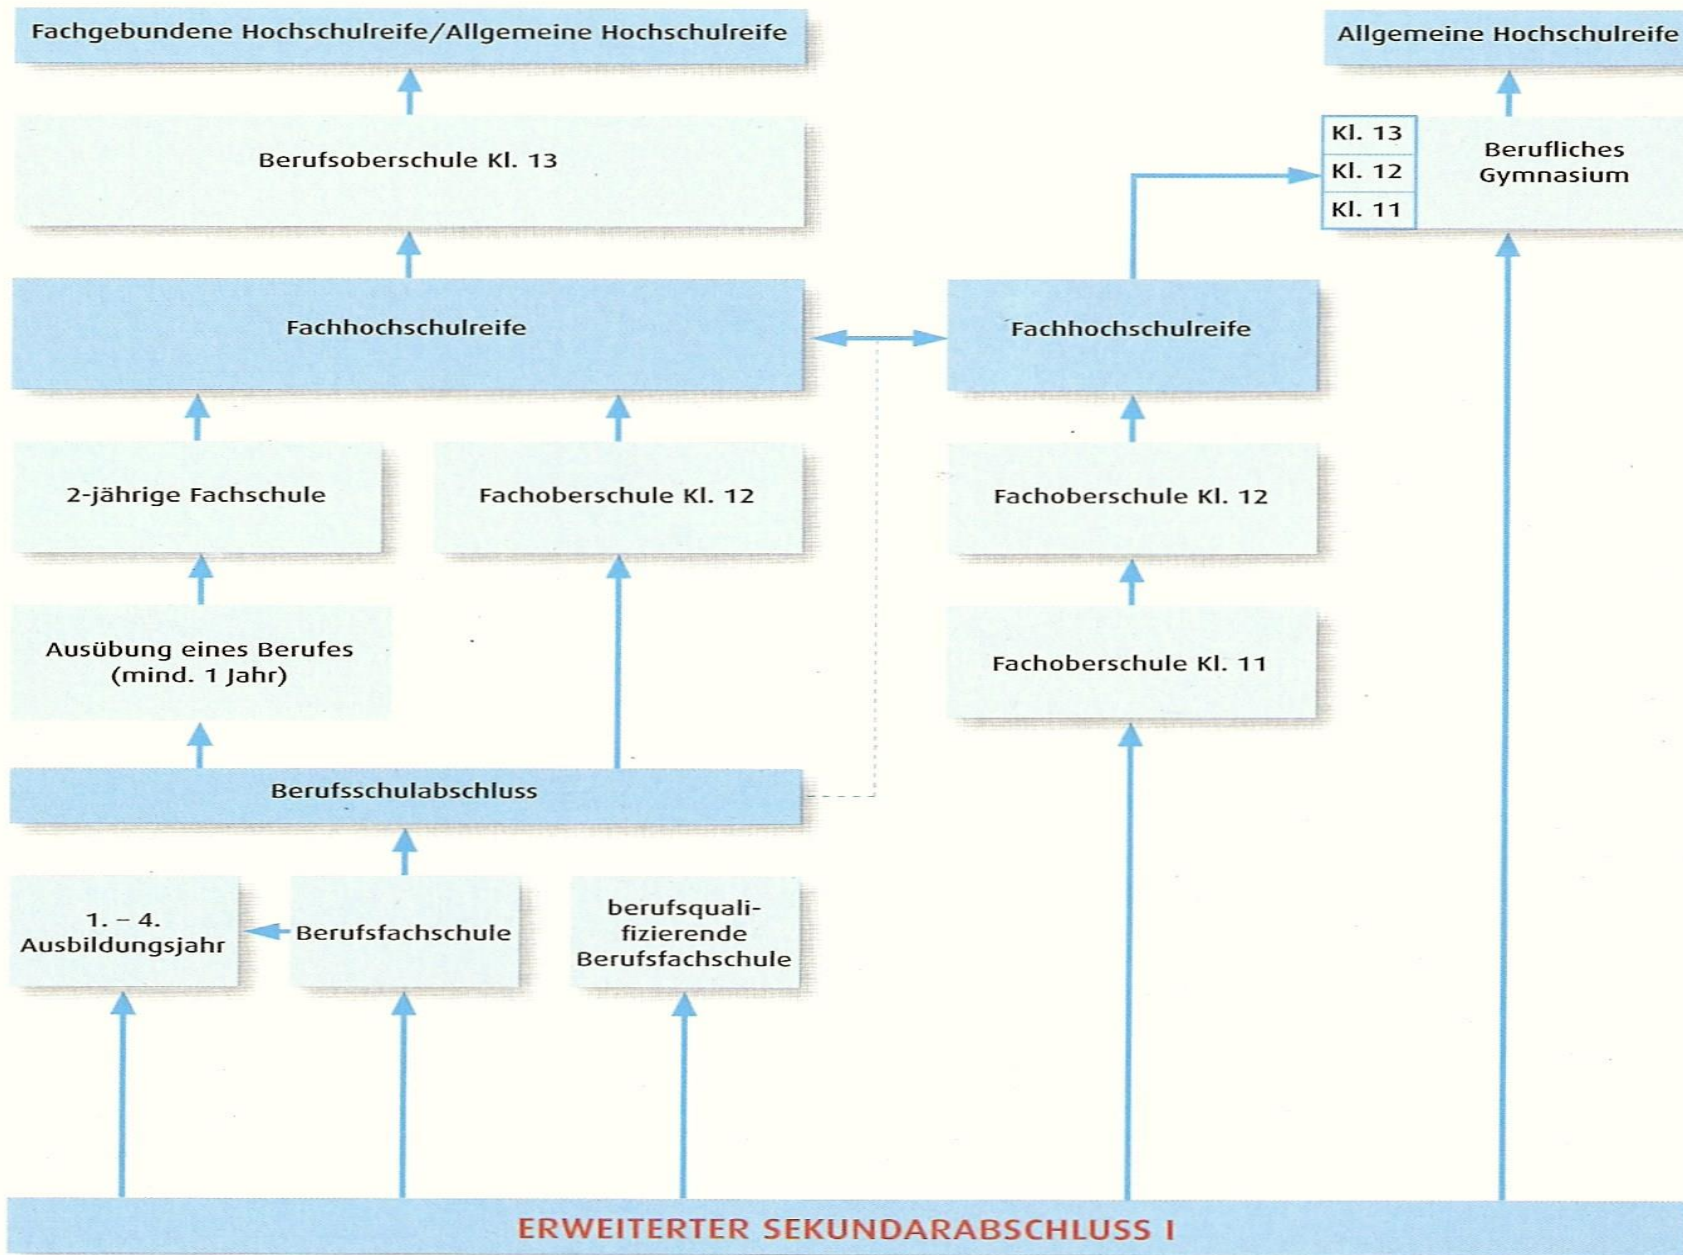 Fachgebundene Hochschulreife/Allgemeine Hochschulreife
Allgemeine Hochschulreife
Berufsoberschule Kl. 13
Kl. 13
Kl. 12
Kl. 11
Berufliches
Gymnasium
Fachhochschulreife
Fachhochschulreife
2-jährige Fachschule
Fachoberschule Kl. 12
Fachoberschule Kl. 12
Ausübung eines Berufes
(mind. 1 Jahr)
Fachoberschule Kl. 11
Berufsschulabschluss
1. – 4.
Ausbildungsjahr
Berufsfachschule
berufsquali-
fizierende
Berufsfachschule
ERWEITERTER SEKUNDARABSCHLUSS I